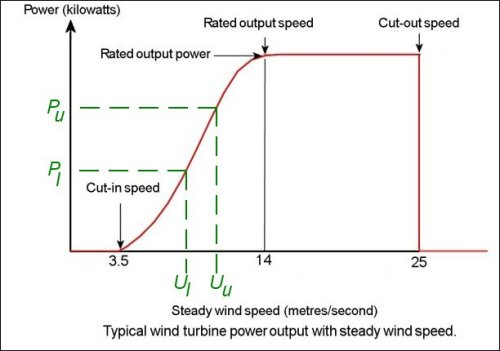 Power (kilowatts)
Rated output speed
Cut-out speed
Rated output power
Pu
Pl
Cut-in speed
3.5
Ul
Uu
14
25
Steady wind speed (metres/second)
Typical wind turbine power output with steady wind speed.